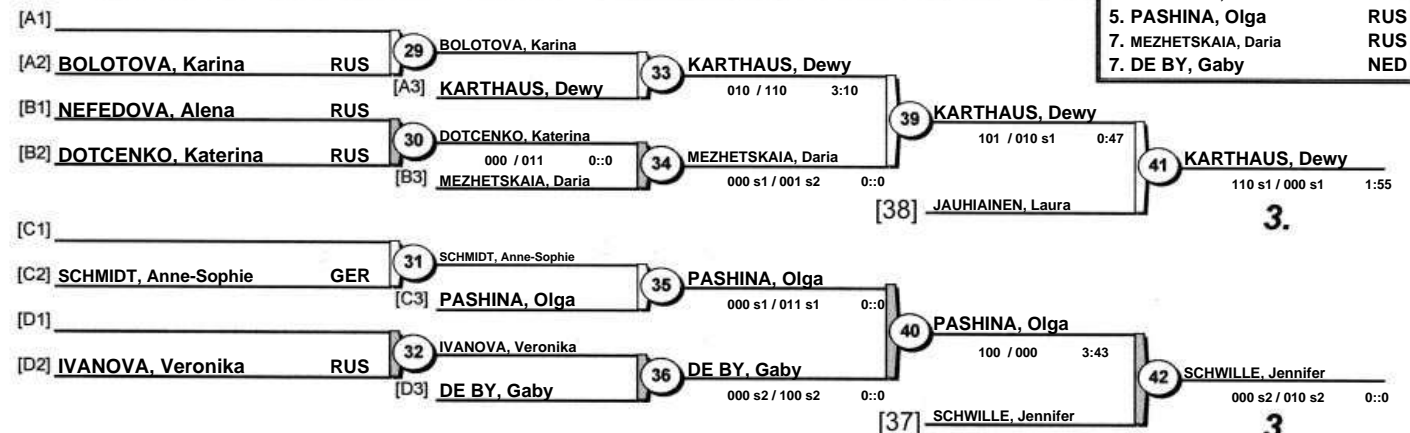 5. PASHINA, Olga RUS
7. MEZHETSKAIA, Daria RUS
7. DE BY, Gaby NED
[A1]
29 BOLOTOVA, Karina
[A2] BOLOTOVA, Karina RUS
33 KARTHAUS, Dewy
[A3] KARTHAUS, Dewy
010 / 110 3:10
[B1] NEFEDOVA, Alena RUS
39 KARTHAUS, Dewy
30 DOTCENKO, Katerina
101 / 010 s1 0:47
[B2] DOTCENKO, Katerina RUS
000 / 011 0::0
34 MEZHETSKAIA, Daria
41 KARTHAUS, Dewy
[B3] MEZHETSKAIA, Daria
000 s1 / 001 s2 0::0
110 s1 / 000 s1 1:55
[38] JAUHIAINEN, Laura
3.
[C1]
31 SCHMIDT, Anne-Sophie
[C2] SCHMIDT, Anne-Sophie GER
35 PASHINA, Olga
[C3] PASHINA, Olga
000 s1 / 011 s1 0::0
[D1]
40 PASHINA, Olga
32 IVANOVA, Veronika
100 / 000 3:43
[D2] IVANOVA, Veronika RUS
36 DE BY, Gaby
42 SCHWILLE, Jennifer
[D3] DE BY, Gaby
000 s2 / 100 s2 0::0
000 s2 / 010 s2 0::0
[37] SCHWILLE, Jennifer
3